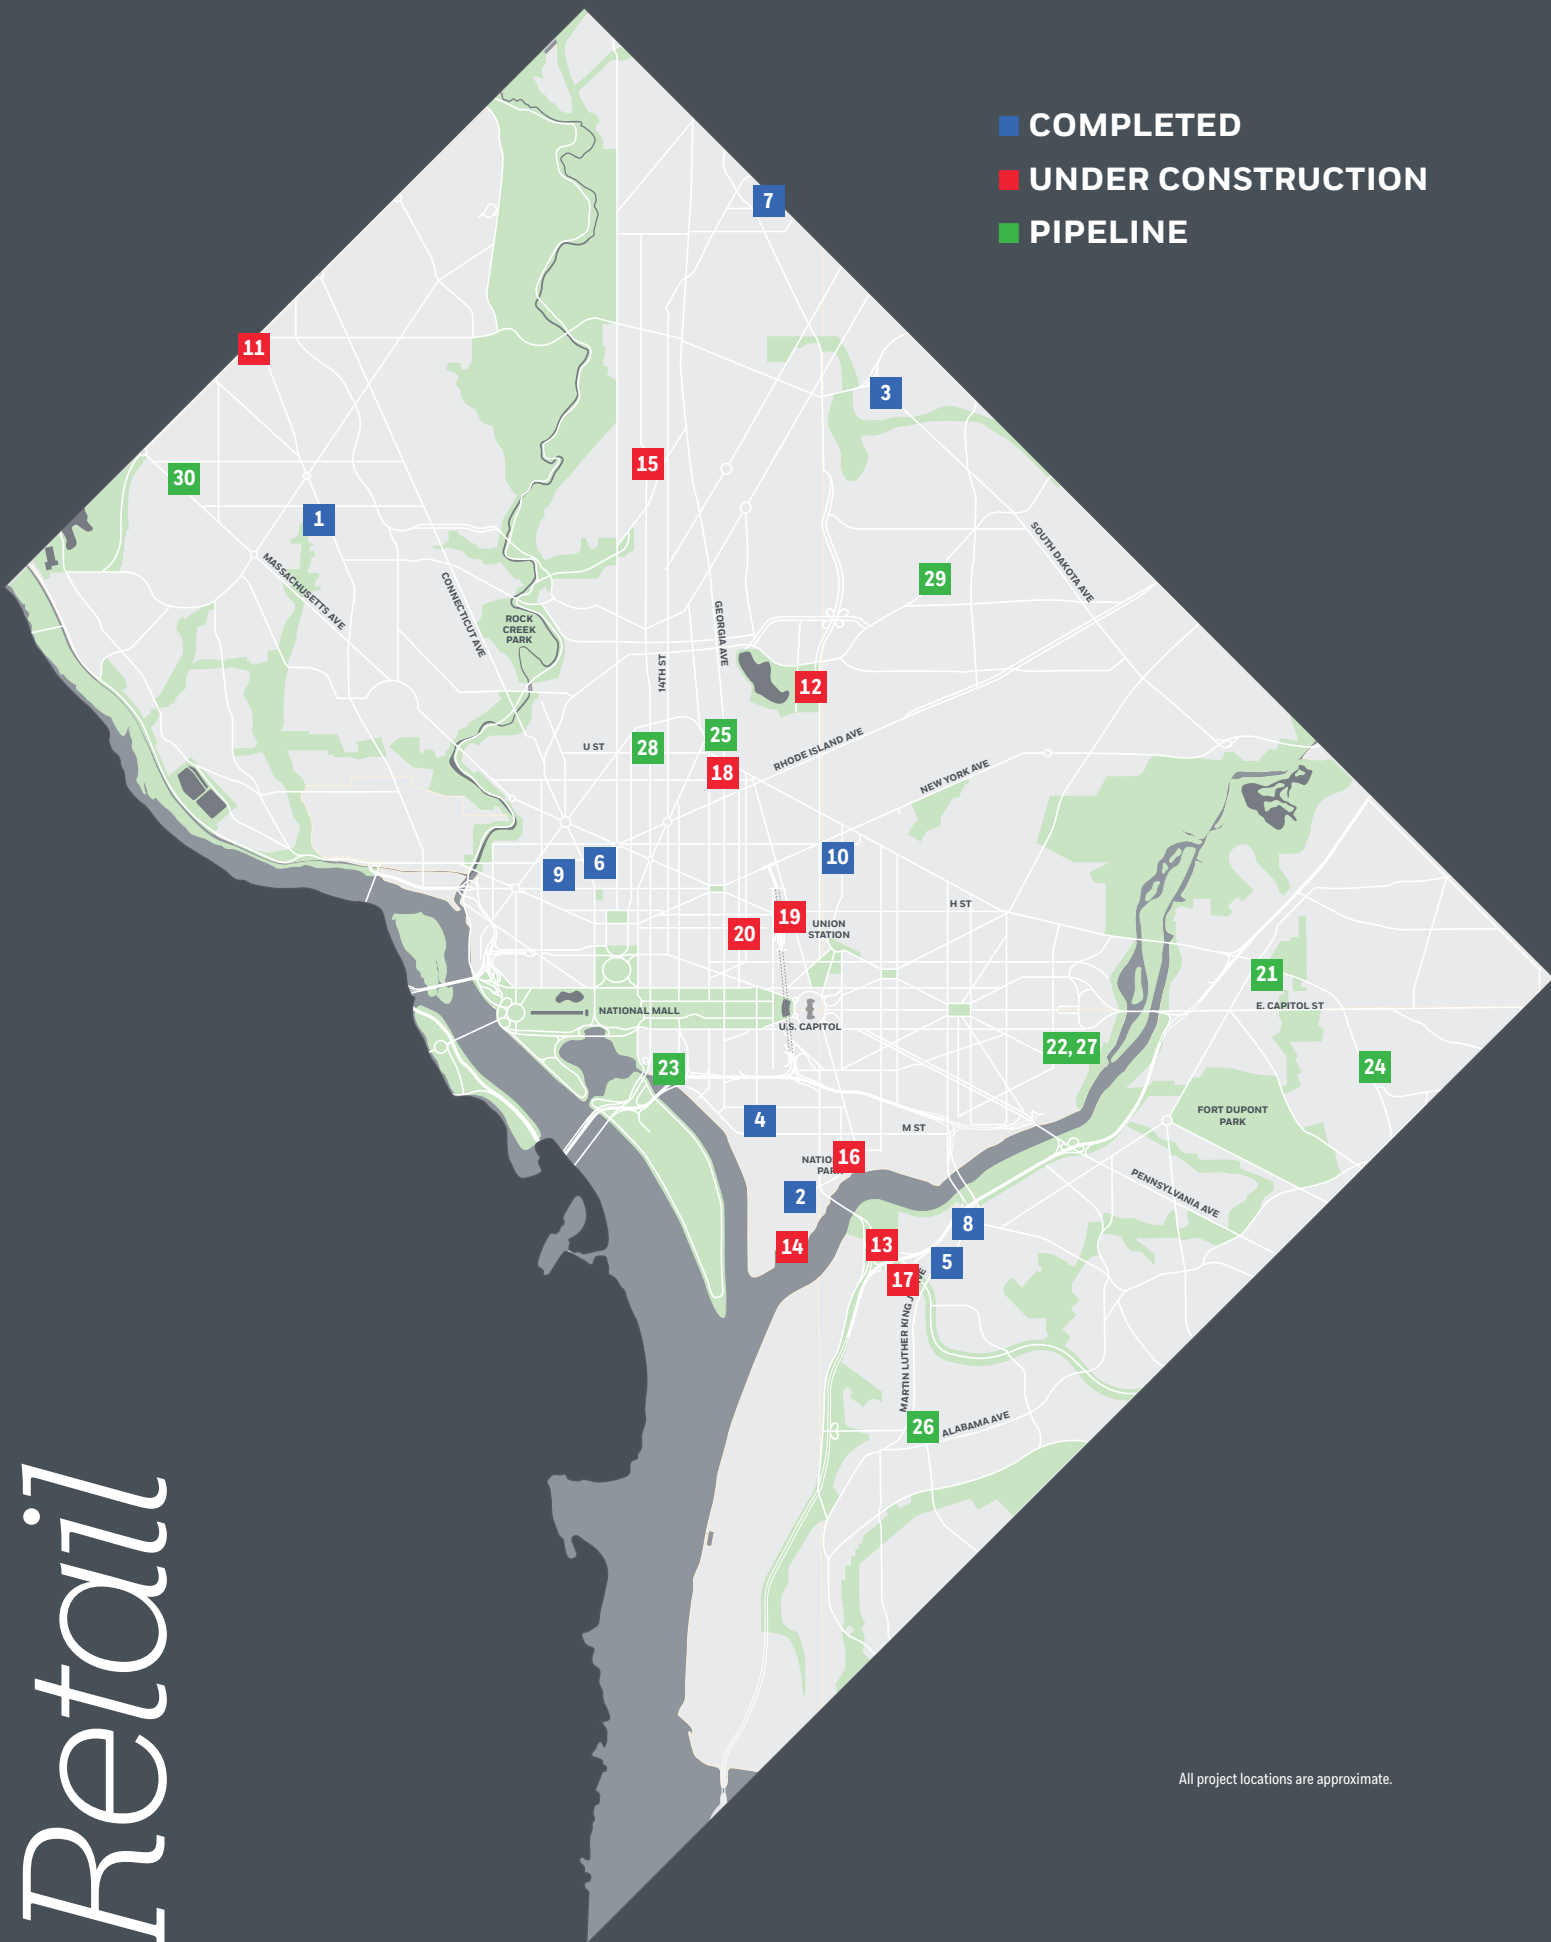 COMPLETED
UNDER CONSTRUCTION
PIPELINE
7
11
3
15
30
1
SOUTH DAKOTA AVE
MASSACHUSETTS AVE
CONNECTICUT AVE
29
ROCK
CREEK
PARK
GEORGIA AVE
14TH ST
12
25
28
U ST
RHODE ISLAND AVE
18
NEW YORK AVE
10
6
9
H ST
19
UNION
STATION
20
21
E. CAPITOL ST
NATIONAL MALL
U.S. CAPITOL
22, 27
23
24
FORT DUPONT
PARK
4
M ST
16
NATIO
PAR
PENNSYLVANIA AVE
2
8
14
13
5
17
MARTIN LUTHER KING J VE
26
ALABAMA AVE
Retail
All project locations are approximate.